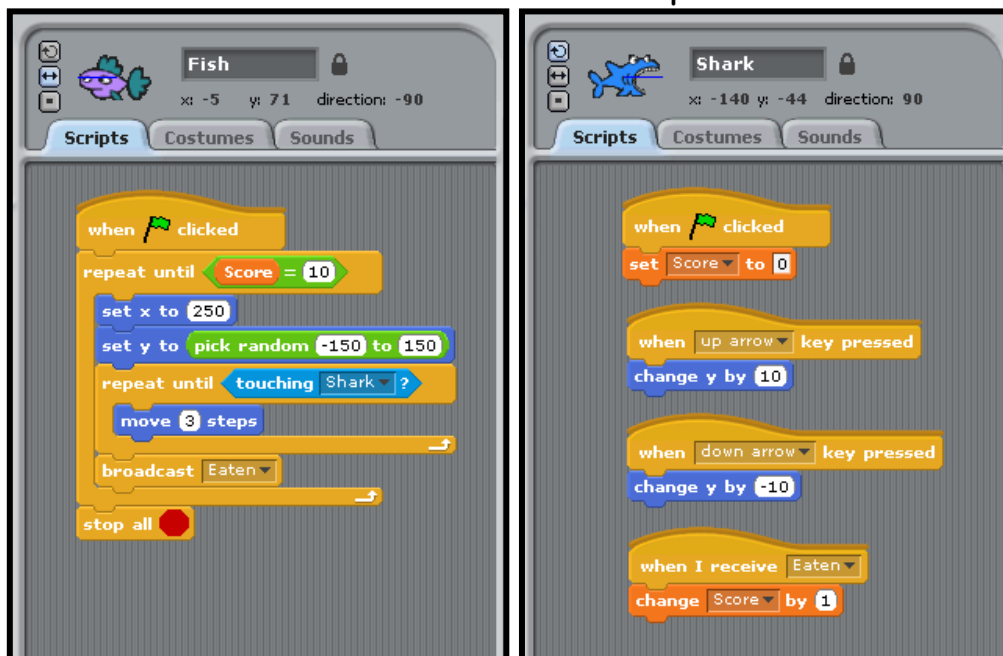 Fish
x: -5 y: 71 direction: -90
Scripts Costumes Sounds
when clicked
repeat until Score = 10
set x to 250
set y to pick random -150 to 150
repeat until touching Shark ?
move 3 steps
broadcast Eaten
stop all
Shark
x: -140 y: -44 direction: 90
Scripts Costumes Sounds
when clicked
set Score to 0
when up arrow key pressed
change y by 10
when down arrow key pressed
change y by -10
when I receive Eaten
change Score by 1